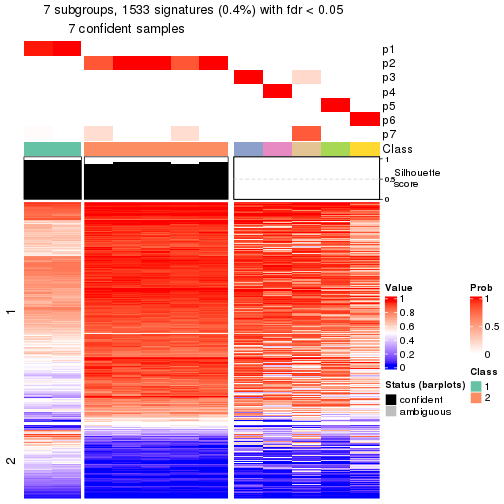 7 subgroups, 1533 signatures (0.4%) with fdr < 0.05
7 confident samples
p1
p2
p3
p4
p5
p6
p7
Class
1
0.5
0
Silhouette
score
1
2
Value
1
0.8
0.6
0.4
0.2
0
Prob
1
0.5
0
Status (barplots)
confident
ambiguous
Class
1
2